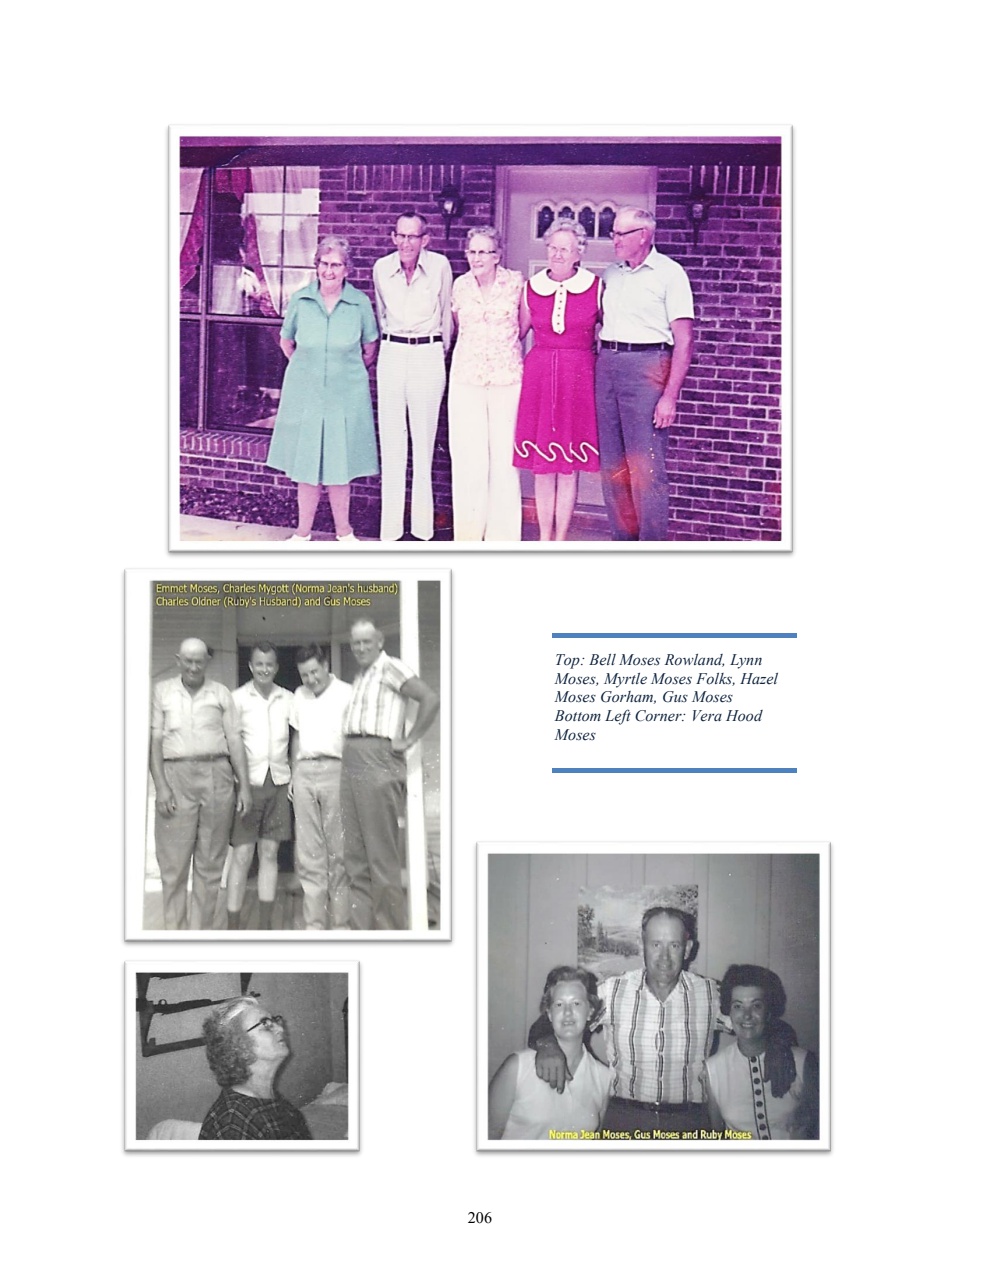 Emmet Moses, Charles Mygott (Norma Jean's husband)
Charles Oldner (Ruby's Husband) and Gus Moses
Top: Bell Moses Rowland, Lynn
Moses, Myrtle Moses Folks, Hazel
Moses Gorham, Gus Moses
Bottom Left Corner: Vera Hood
Moses
Norma Jean Moses, Gus Moses and Ruby Moses
206